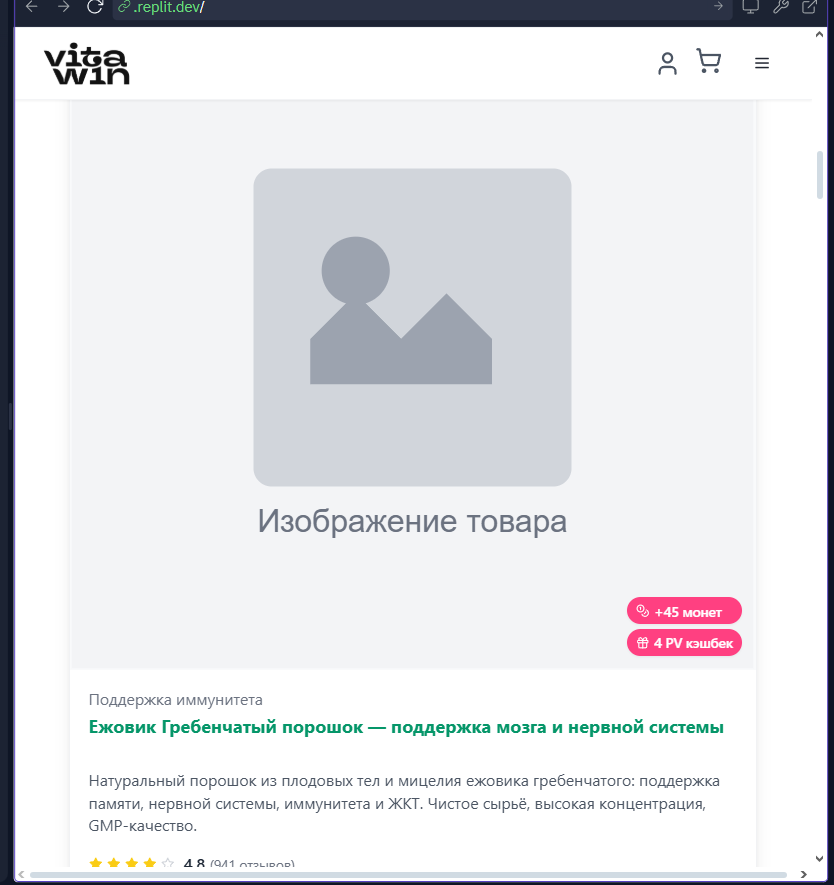 .replit.dev/
vita
win
Изображение товара
+45 монет
4 PV кэшбек
Поддержка иммунитета
Ежовик Гребенчатый порошок — поддержка мозга и нервной системы
Натуральный порошок из плодовых тел и мицелия ежовика гребенчатого: поддержка
памяти, нервной системы, иммунитета и ЖКТ. Чистое сырьё, высокая концентрация,
GMP-качество.
4.8 (941 отзывов)